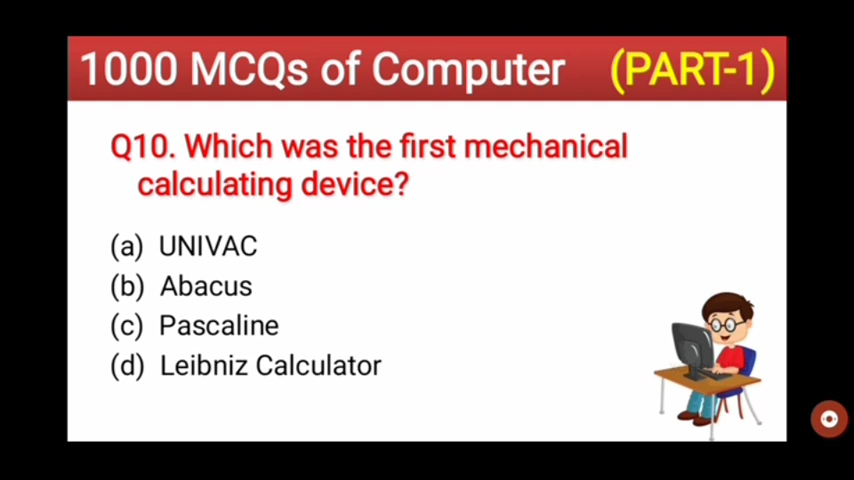 1000 MCQs of Computer (PART-1)
Q10. Which was the first mechanical
calculating device?
(a) UNIVAC
(b) Abacus
(c) Pascaline
(d) Leibniz Calculator